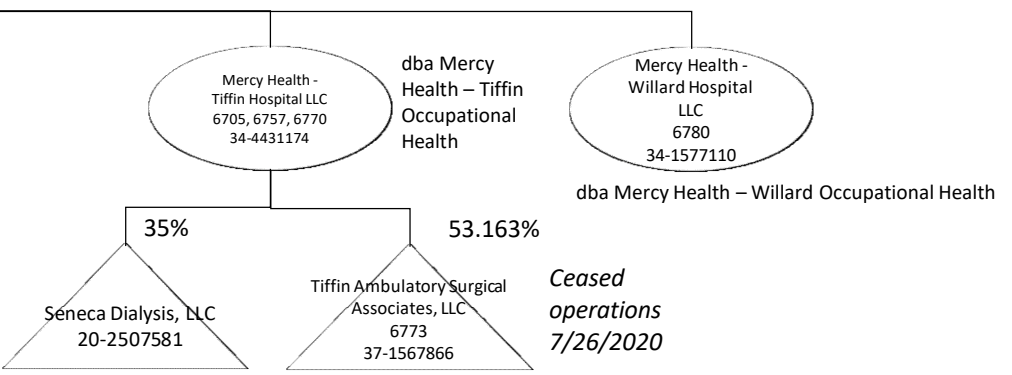 Mercy Health -
Tiffin Hospital LLC
6705, 6757, 6770
34-4431174
dba Mercy
Health – Tiffin
Occupational
Health
Mercy Health -
Willard Hospital
LLC
6780
34-1577110
dba Mercy Health – Willard Occupational Health
35%
53.163%
Seneca Dialysis, LLC
20-2507581
Tiffin Ambulatory Surgical
Associates, LLC
6773
37-1567866
Ceased
operations
7/26/2020